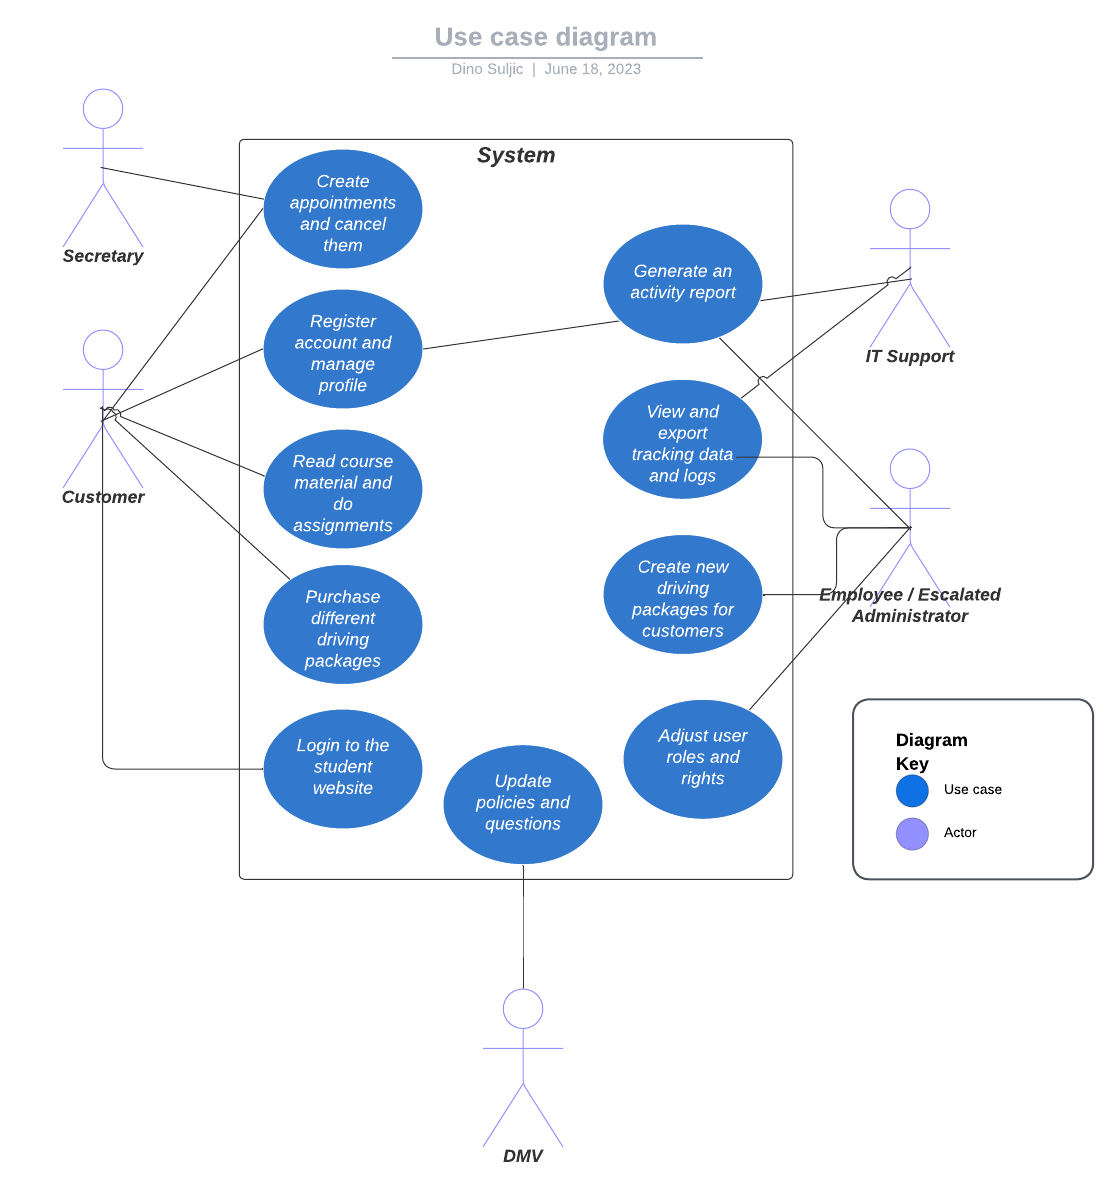 Use case diagram
Dino Suljic | June 18, 2023
System
Secretary
Customer
Create
appointments
and cancel
them
Register
account and
manage
profile
Read course
material and
do
assignments
Purchase
different
driving
packages
Login to the
student
website
Update
policies and
questions
Generate an
activity report
View and
export
tracking data
and logs
Create new
driving
packages for
customers
Adjust user
roles and
rights
IT Support
Employee / Escalated
Administrator
Diagram
Key
Use case
Actor
DMV